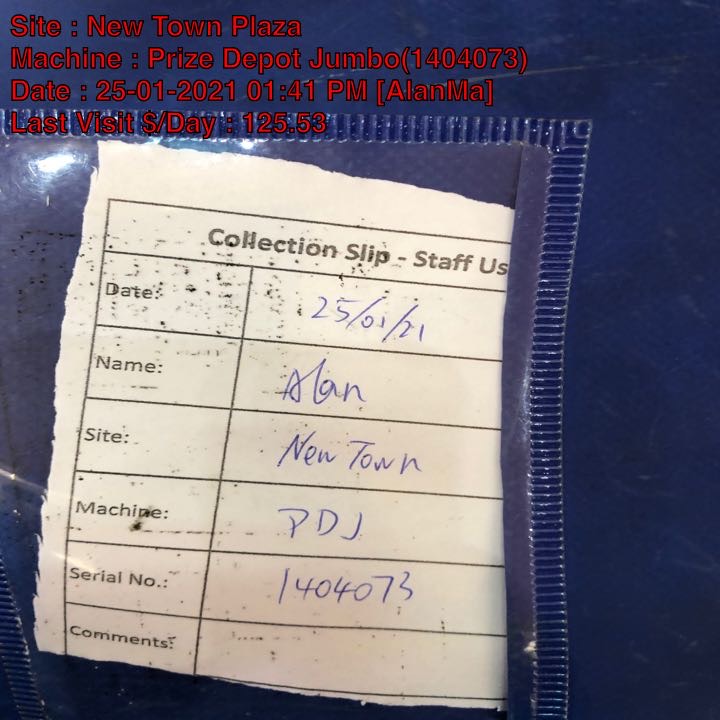 Site : New Town Plaza
Machine : Prize Depot Jumbo(1404073)
Date : 25-01-2021 01:41 PM [AlanMa]
Last Visit $/Day : 125.53
Collection Slip - Staff Us
Date: 25/01/21
Name: Alan
Site: New Town
Machine: PDJ
Serial No.: 1404073
Comments: